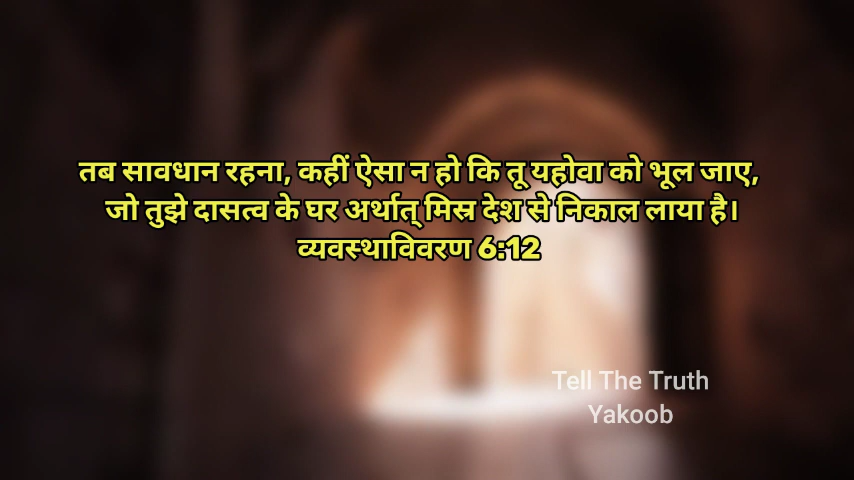 तब सावधान रहना, कहीं ऐसा न हो कि तू यहोवा को भूल जाए,
जो तुझे दासत्व के घर अर्थात् मिस्र देश से निकाल लाया है।
व्यवस्थाविवरण 6:12
Tell The Truth
Yakoob